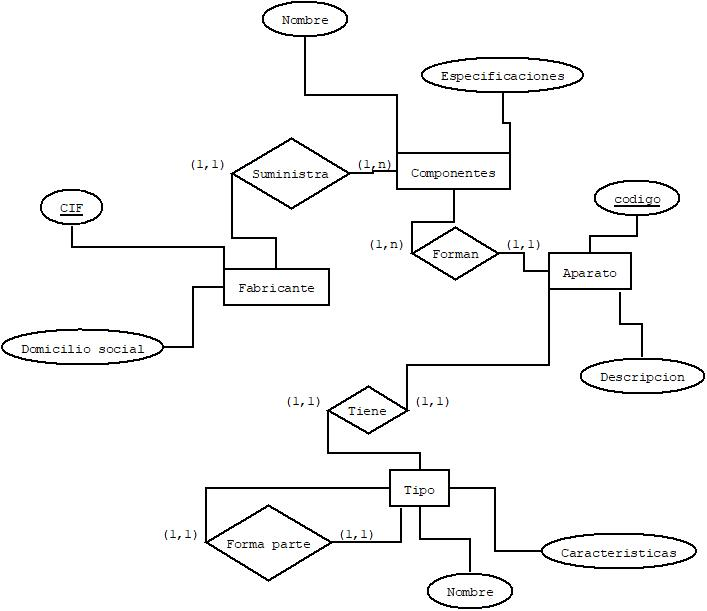 Nombre
Especificaciones
(1,1)
Suministra
(1,n)
Componentes
codigo
CIF
(1,n)
Forman
(1,1)
Aparato
Fabricante
Domicilio social
Descripcion
(1,1)
Tiene
(1,1)
Tipo
(1,1)
Forma parte
(1,1)
Caracteristicas
Nombre